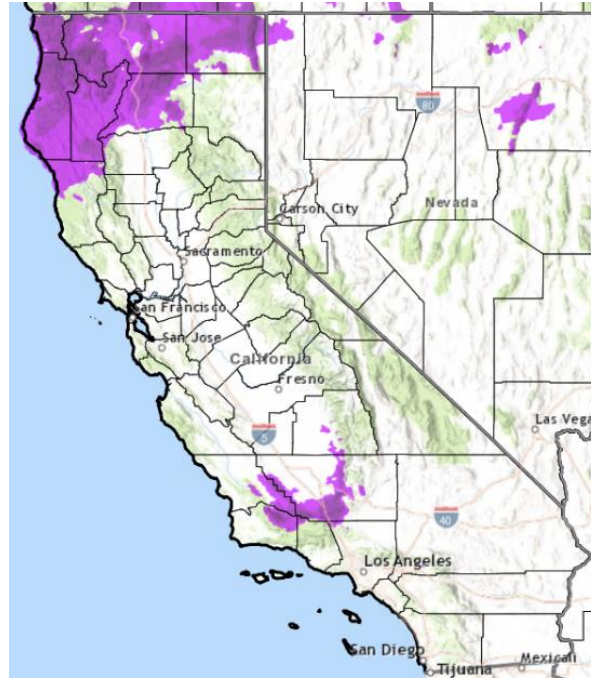 80
Carson City
Nevada
Sacramento
San Francisco
San Jose
California
Fresno
5
Las Vega
40
Los Angeles
San Diego
Tijuana
Mexicali